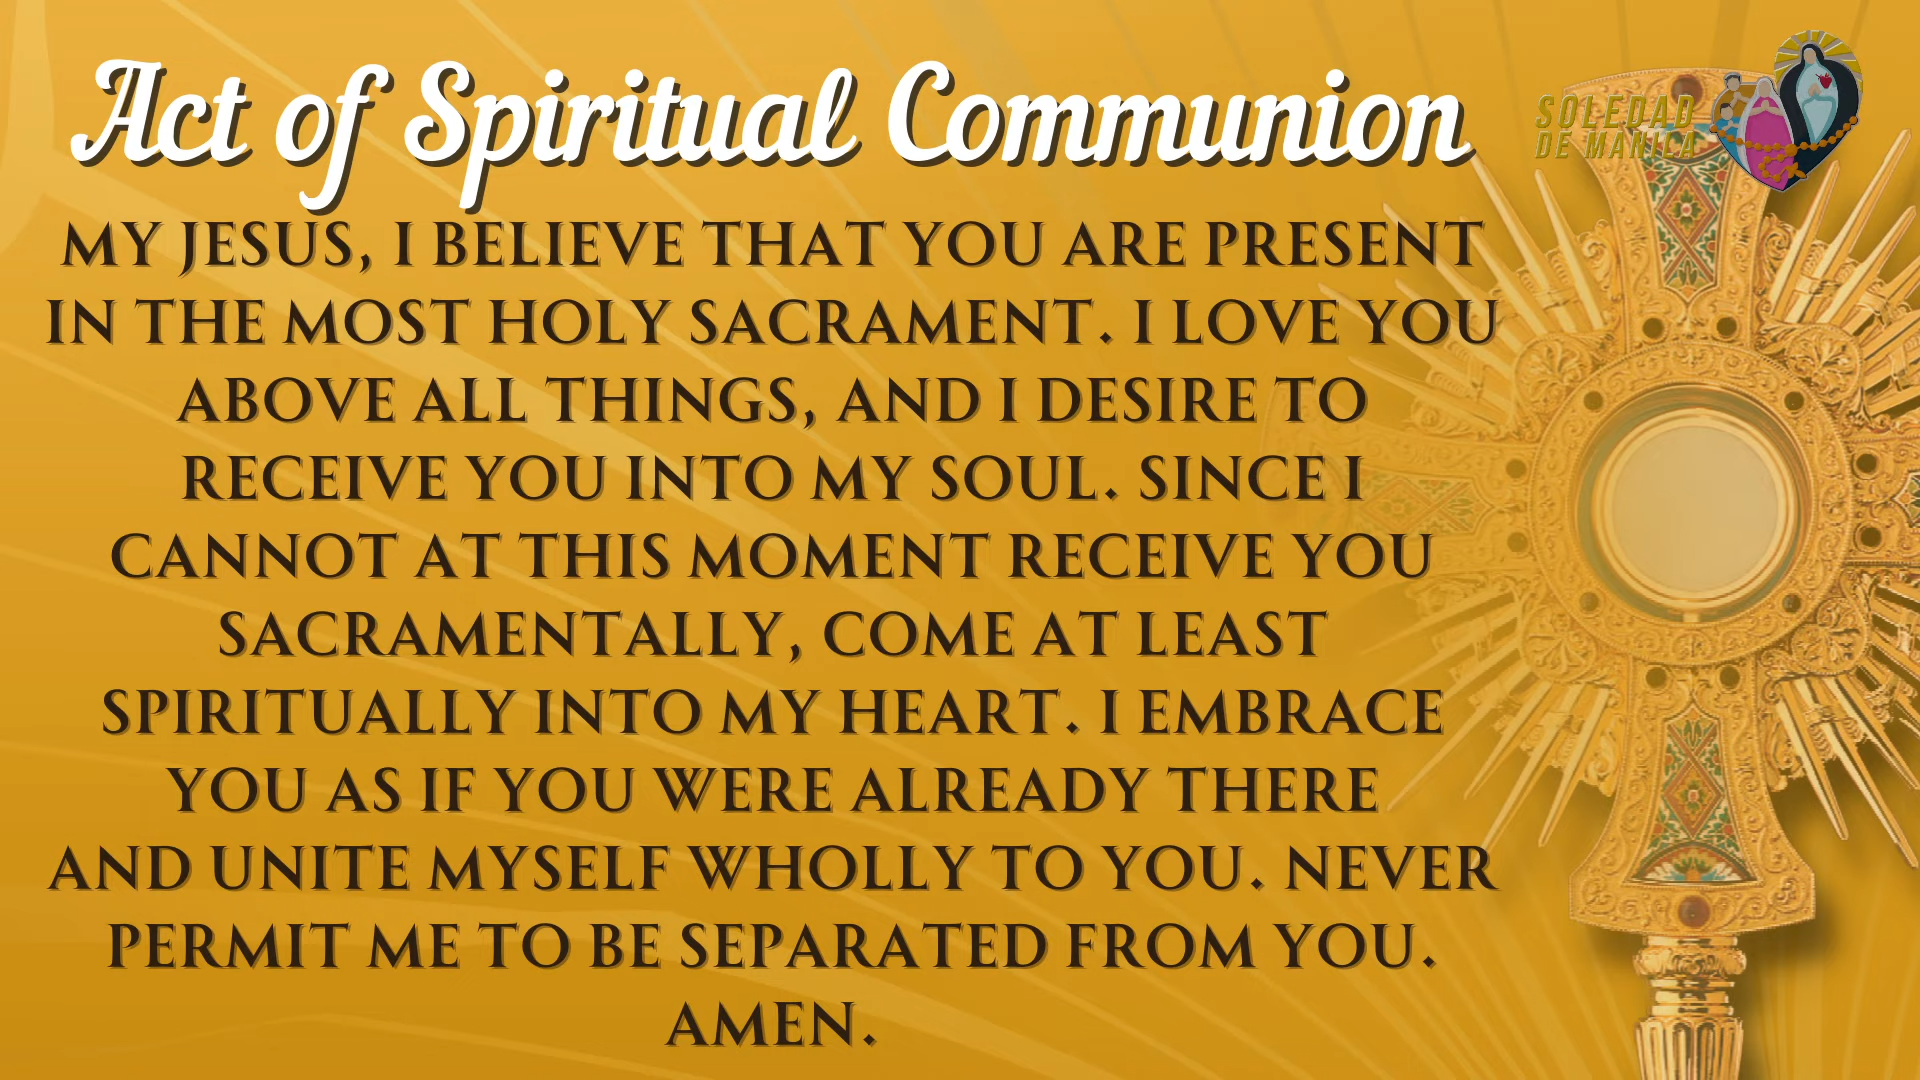 Act of Spiritual Communion
SOLEDAD
DE MANILA
MY JESUS, I BELIEVE THAT YOU ARE PRESENT
IN THE MOST HOLY SACRAMENT. I LOVE YOU
ABOVE ALL THINGS, AND I DESIRE TO
RECEIVE YOU INTO MY SOUL. SINCE I
CANNOT AT THIS MOMENT RECEIVE YOU
SACRAMENTALLY, COME AT LEAST
SPIRITUALLY INTO MY HEART. I EMBRACE
YOU AS IF YOU WERE ALREADY THERE
AND UNITE MYSELF WHOLLY TO YOU. NEVER
PERMIT ME TO BE SEPARATED FROM YOU.
AMEN.